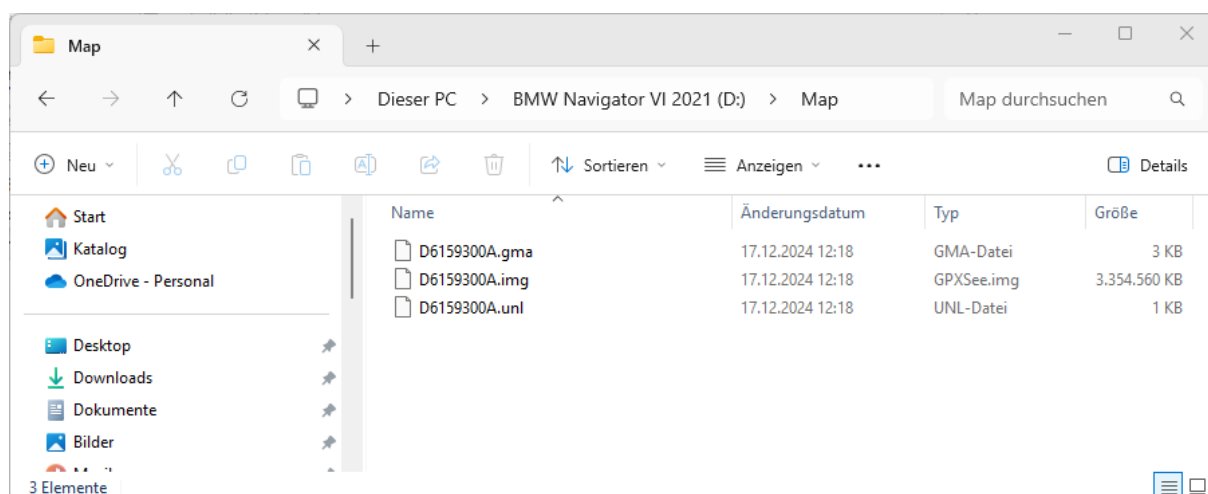 Map
Dieser PC > BMW Navigator VI 2021 (D:) > Map
Map durchsuchen
Neu
Sortieren
Anzeigen
Details
Start
Katalog
OneDrive - Personal
Desktop
Downloads
Dokumente
Bilder
Name Änderungsdatum Typ Größe
D6159300A.gma 17.12.2024 12:18 GMA-Datei 3 KB
D6159300A.img 17.12.2024 12:18 GPXSee.img 3.354.560 KB
D6159300A.unl 17.12.2024 12:18 UNL-Datei 1 KB
3 Elemente